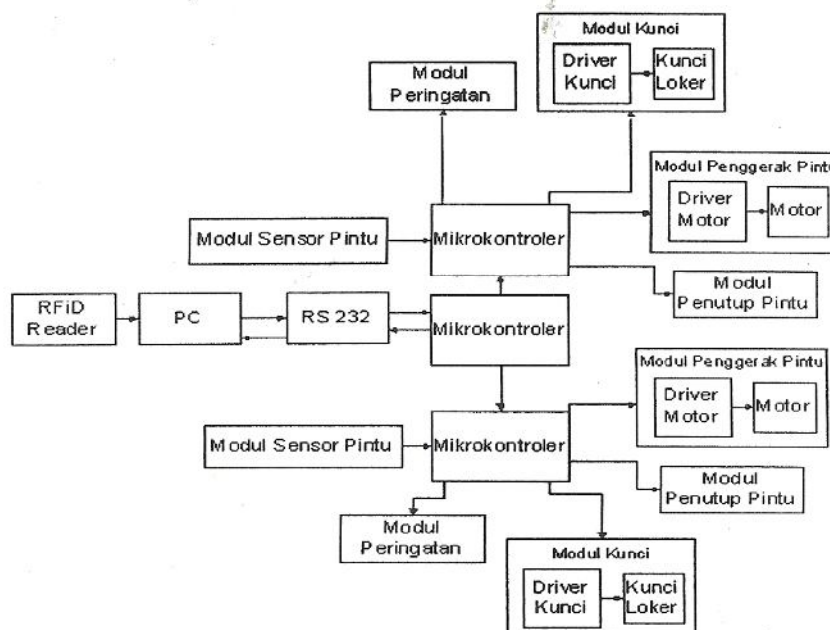 Modul Kunci
Driver
Kunci
Kunci
Loker
Modul
Peringatan
Modul Penggerak Pintu
Driver
Motor
Motor
Modul Sensor Pintu
Mikrokontroler
Modul
Penutup Pintu
RFiD
Reader
PC
RS 232
Mikrokontroler
Modul Penggerak Pintu
Driver
Motor
Motor
Modul Sensor Pintu
Mikrokontroler
Modul
Penutup Pintu
Modul
Peringatan
Modul Kunci
Driver
Kunci
Kunci
Loker